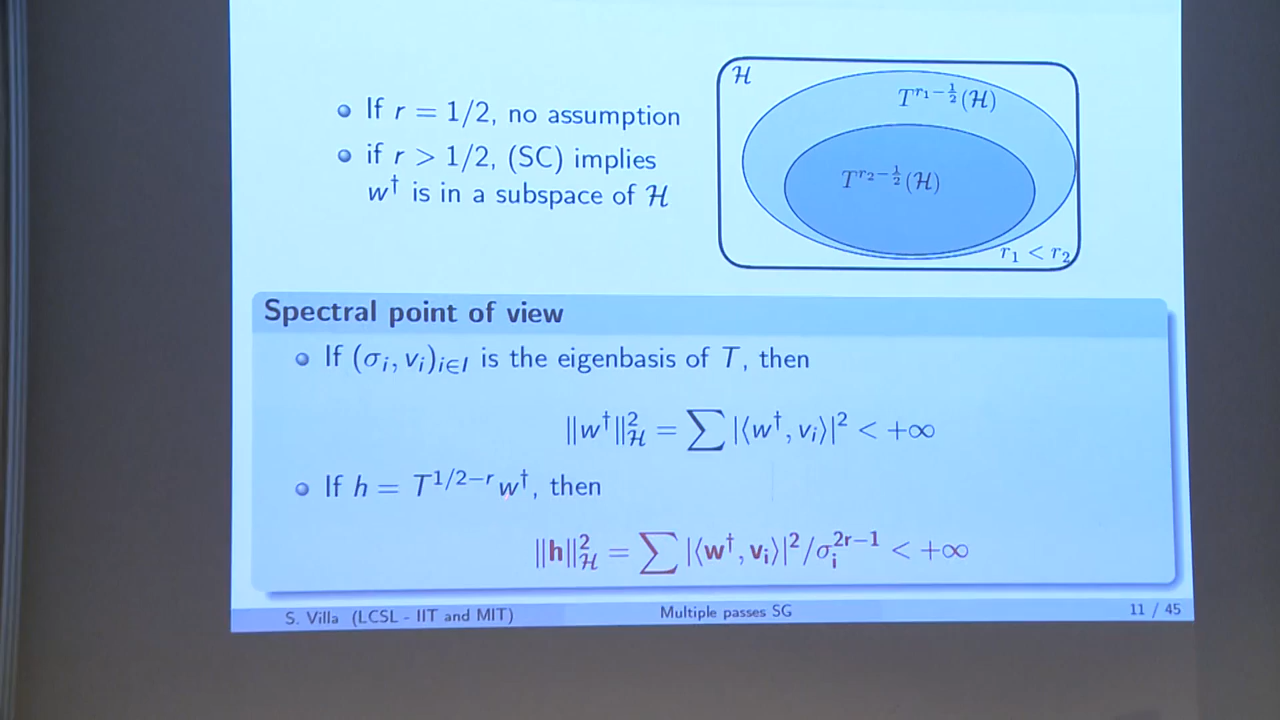 If r = 1/2, no assumption
if r > 1/2, (SC) implies
w† is in a subspace of ℋ
ℋ
T^{r₁−½}(ℋ)
T^{r₂−½}(ℋ)
r₁ < r₂
Spectral point of view
If (σᵢ, vᵢ)_{i∈I} is the eigenbasis of T, then
‖w†‖²_ℋ = ∑ |⟨w†, vᵢ⟩|² < +∞
If h = T^{1/2−r} w†, then
‖h‖²_ℋ = ∑ |⟨w†, vᵢ⟩|²/σᵢ^{2r−1} < +∞
S. Villa (LCSL - IIT and MIT) Multiple passes SG 11 / 45